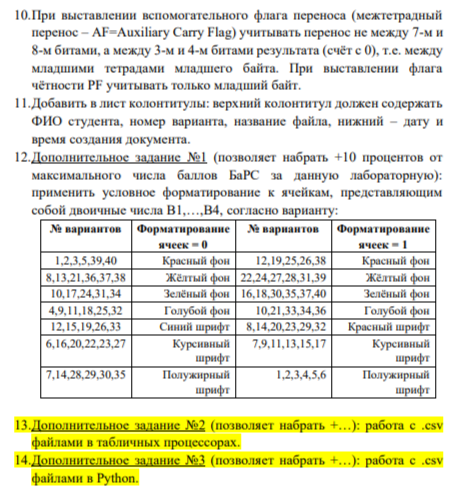 10.При выставлении вспомогательного флага переноса (межтетрадный
перенос – AF=Auxiliary Carry Flag) учитывать перенос не между 7-м и
8-м битами, а между 3-м и 4-м битами результата (счёт с 0), т.е. между
младшими тетрадами младшего байта. При выставлении флага
чётности PF учитывать только младший байт.
11.Добавить в лист колонтитулы: верхний колонтитул должен содержать
ФИО студента, номер варианта, название файла, нижний – дату и
время создания документа.
12.Дополнительное задание №1 (позволяет набрать +10 процентов от
максимального числа баллов БаРС за данную лабораторную):
применить условное форматирование к ячейкам, представляющим
собой двоичные числа B1,…,B4, согласно варианту:
№ вариантов Форматирование ячеек = 0 № вариантов Форматирование ячеек = 1
1,2,3,5,39,40 Красный фон 12,19,25,26,38 Красный фон
8,13,21,36,37,38 Жёлтый фон 22,24,27,28,31,39 Жёлтый фон
10,17,24,31,34 Зелёный фон 16,18,30,35,37,40 Зелёный фон
4,9,11,18,25,32 Голубой фон 10,21,33,34,36 Голубой фон
12,15,19,26,33 Синий шрифт 8,14,20,23,29,32 Красный шрифт
6,16,20,22,23,27 Курсивный шрифт 7,9,11,13,15,17 Курсивный шрифт
7,14,28,29,30,35 Полужирный шрифт 1,2,3,4,5,6 Полужирный шрифт
13.Дополнительное задание №2 (позволяет набрать +…): работа с .csv
файлами в табличных процессорах.
14.Дополнительное задание №3 (позволяет набрать +…): работа с .csv
файлами в Python.